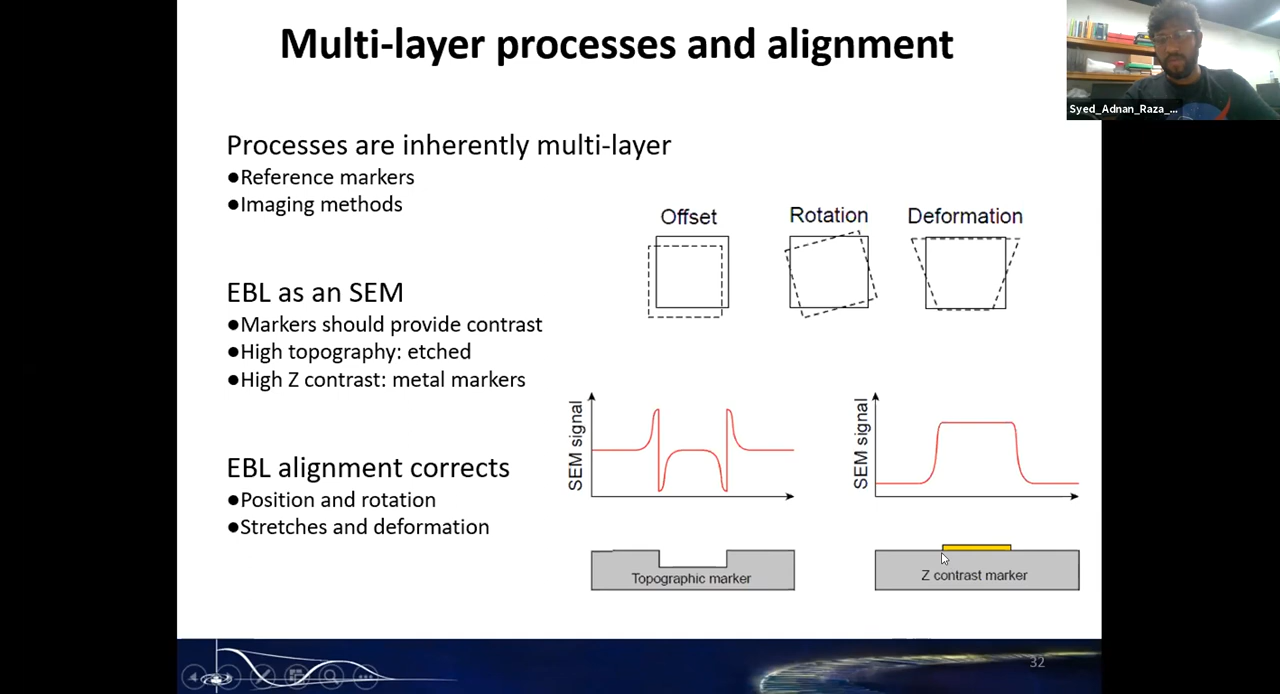 Multi-layer processes and alignment
Syed_Adnan_Raza_...
Processes are inherently multi-layer
●Reference markers
●Imaging methods
Offset
Rotation
Deformation
EBL as an SEM
●Markers should provide contrast
●High topography: etched
●High Z contrast: metal markers
SEM signal
SEM signal
EBL alignment corrects
●Position and rotation
●Stretches and deformation
Topographic marker
Z contrast marker
32